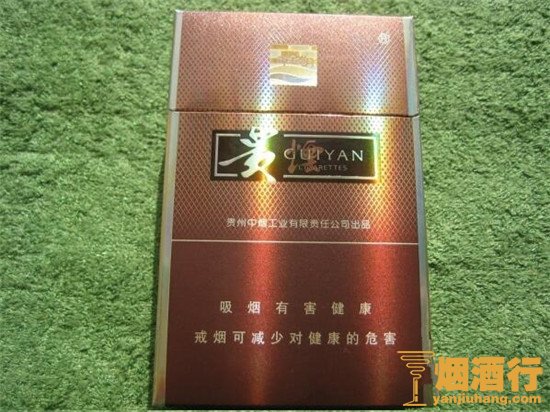 贵烟
GUIYAN
CIGARETTES
贵州中烟工业有限责任公司出品
吸烟有害健康
戒烟可减少对健康的危害
烟酒行
yanjiuhang.com